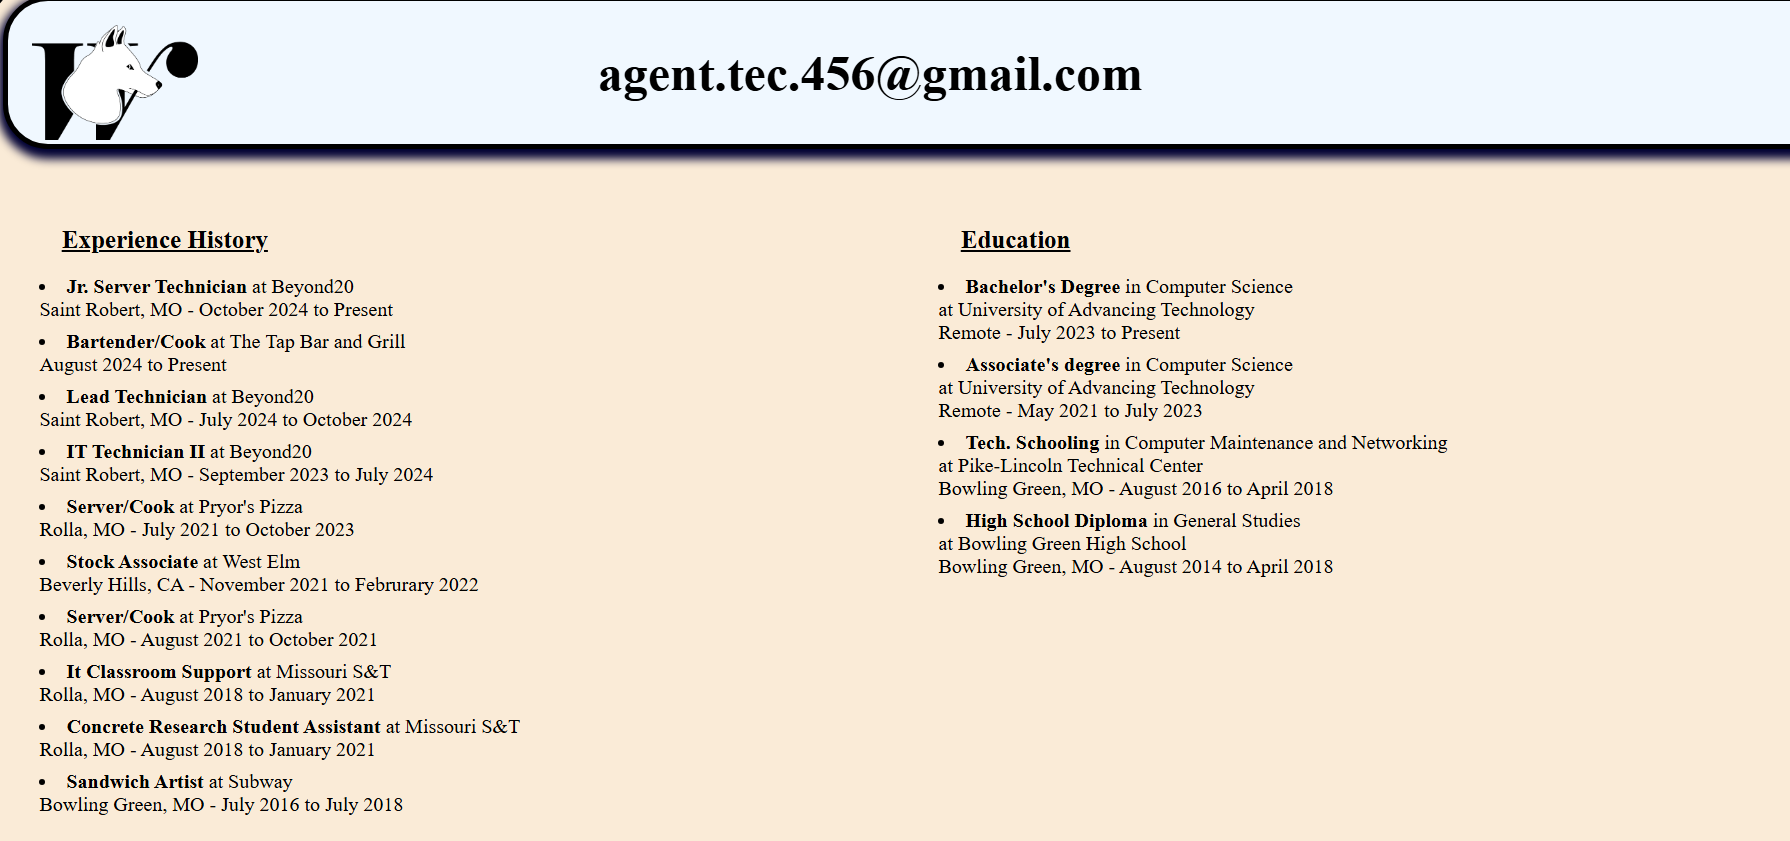 Wr
agent.tec.456@gmail.com
Experience History
• Jr. Server Technician at Beyond20
Saint Robert, MO - October 2024 to Present
• Bartender/Cook at The Tap Bar and Grill
August 2024 to Present
• Lead Technician at Beyond20
Saint Robert, MO - July 2024 to October 2024
• IT Technician II at Beyond20
Saint Robert, MO - September 2023 to July 2024
• Server/Cook at Pryor's Pizza
Rolla, MO - July 2021 to October 2023
• Stock Associate at West Elm
Beverly Hills, CA - November 2021 to Februrary 2022
• Server/Cook at Pryor's Pizza
Rolla, MO - August 2021 to October 2021
• It Classroom Support at Missouri S&T
Rolla, MO - August 2018 to January 2021
• Concrete Research Student Assistant at Missouri S&T
Rolla, MO - August 2018 to January 2021
• Sandwich Artist at Subway
Bowling Green, MO - July 2016 to July 2018
Education
• Bachelor's Degree in Computer Science
at University of Advancing Technology
Remote - July 2023 to Present
• Associate's degree in Computer Science
at University of Advancing Technology
Remote - May 2021 to July 2023
• Tech. Schooling in Computer Maintenance and Networking
at Pike-Lincoln Technical Center
Bowling Green, MO - August 2016 to April 2018
• High School Diploma in General Studies
at Bowling Green High School
Bowling Green, MO - August 2014 to April 2018